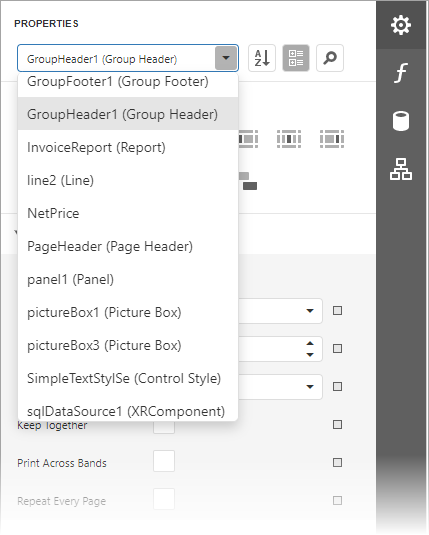 PROPERTIES
GroupHeader1 (Group Header)
GroupFooter1 (Group Footer)
GroupHeader1 (Group Header)
InvoiceReport (Report)
line2 (Line)
NetPrice
PageHeader (Page Header)
panel1 (Panel)
pictureBox1 (Picture Box)
pictureBox3 (Picture Box)
SimpleTextStylSe (Control Style)
sqlDataSource1 (XRComponent)
Keep Together
Print Across Bands
Repeat Every Page